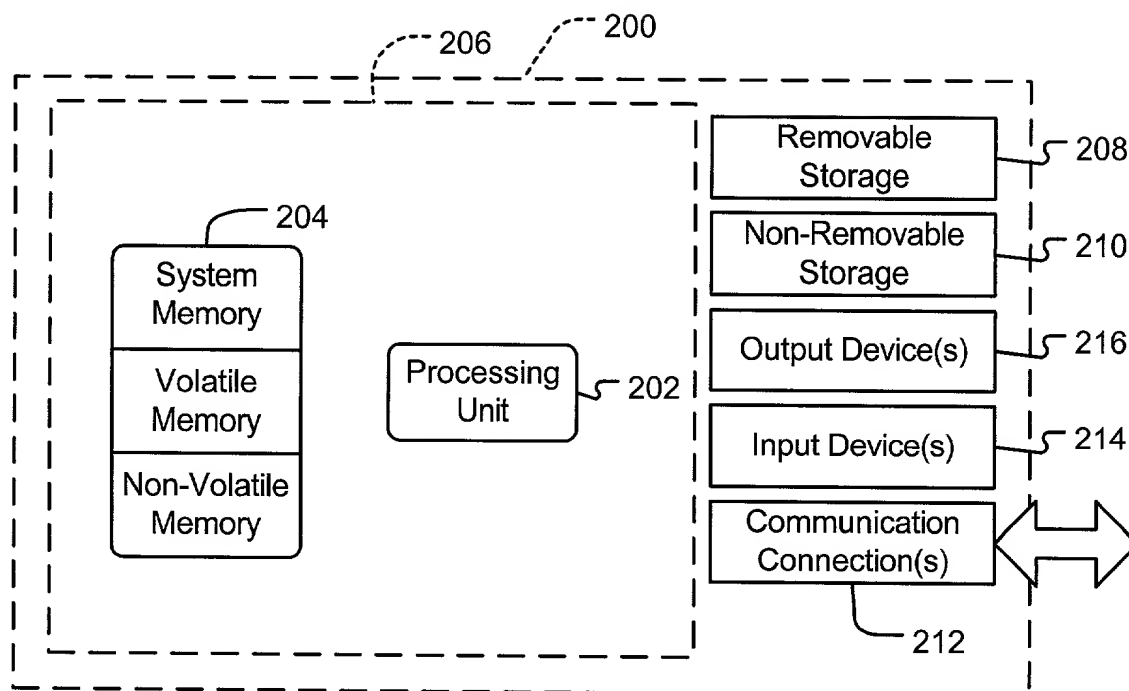 200
206
Removable
Storage
208
204
Non-Removable
Storage
210
System
Memory
Output Device(s)
216
Processing
Unit
202
Volatile
Memory
Input Device(s)
214
Non-Volatile
Memory
Communication
Connection(s)
212